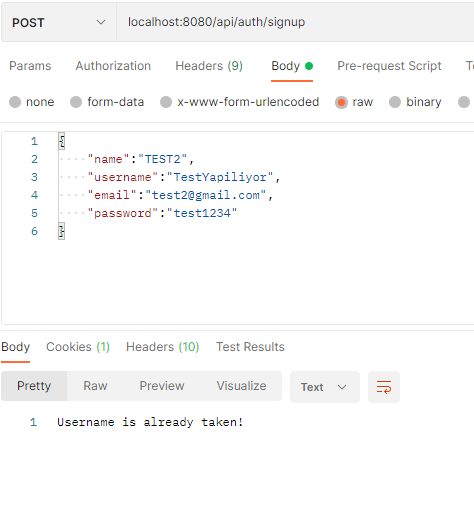 POST localhost:8080/api/auth/signup
Params Authorization Headers (9) Body Pre-request Script
none form-data x-www-form-urlencoded raw binary
1 {
2 "name":"TEST2",
3 "username":"TestYapiliyor",
4 "email":"test2@gmail.com",
5 "password":"test1234"
6 }
Body Cookies (1) Headers (10) Test Results
Pretty Raw Preview Visualize Text
1 Username is already taken!